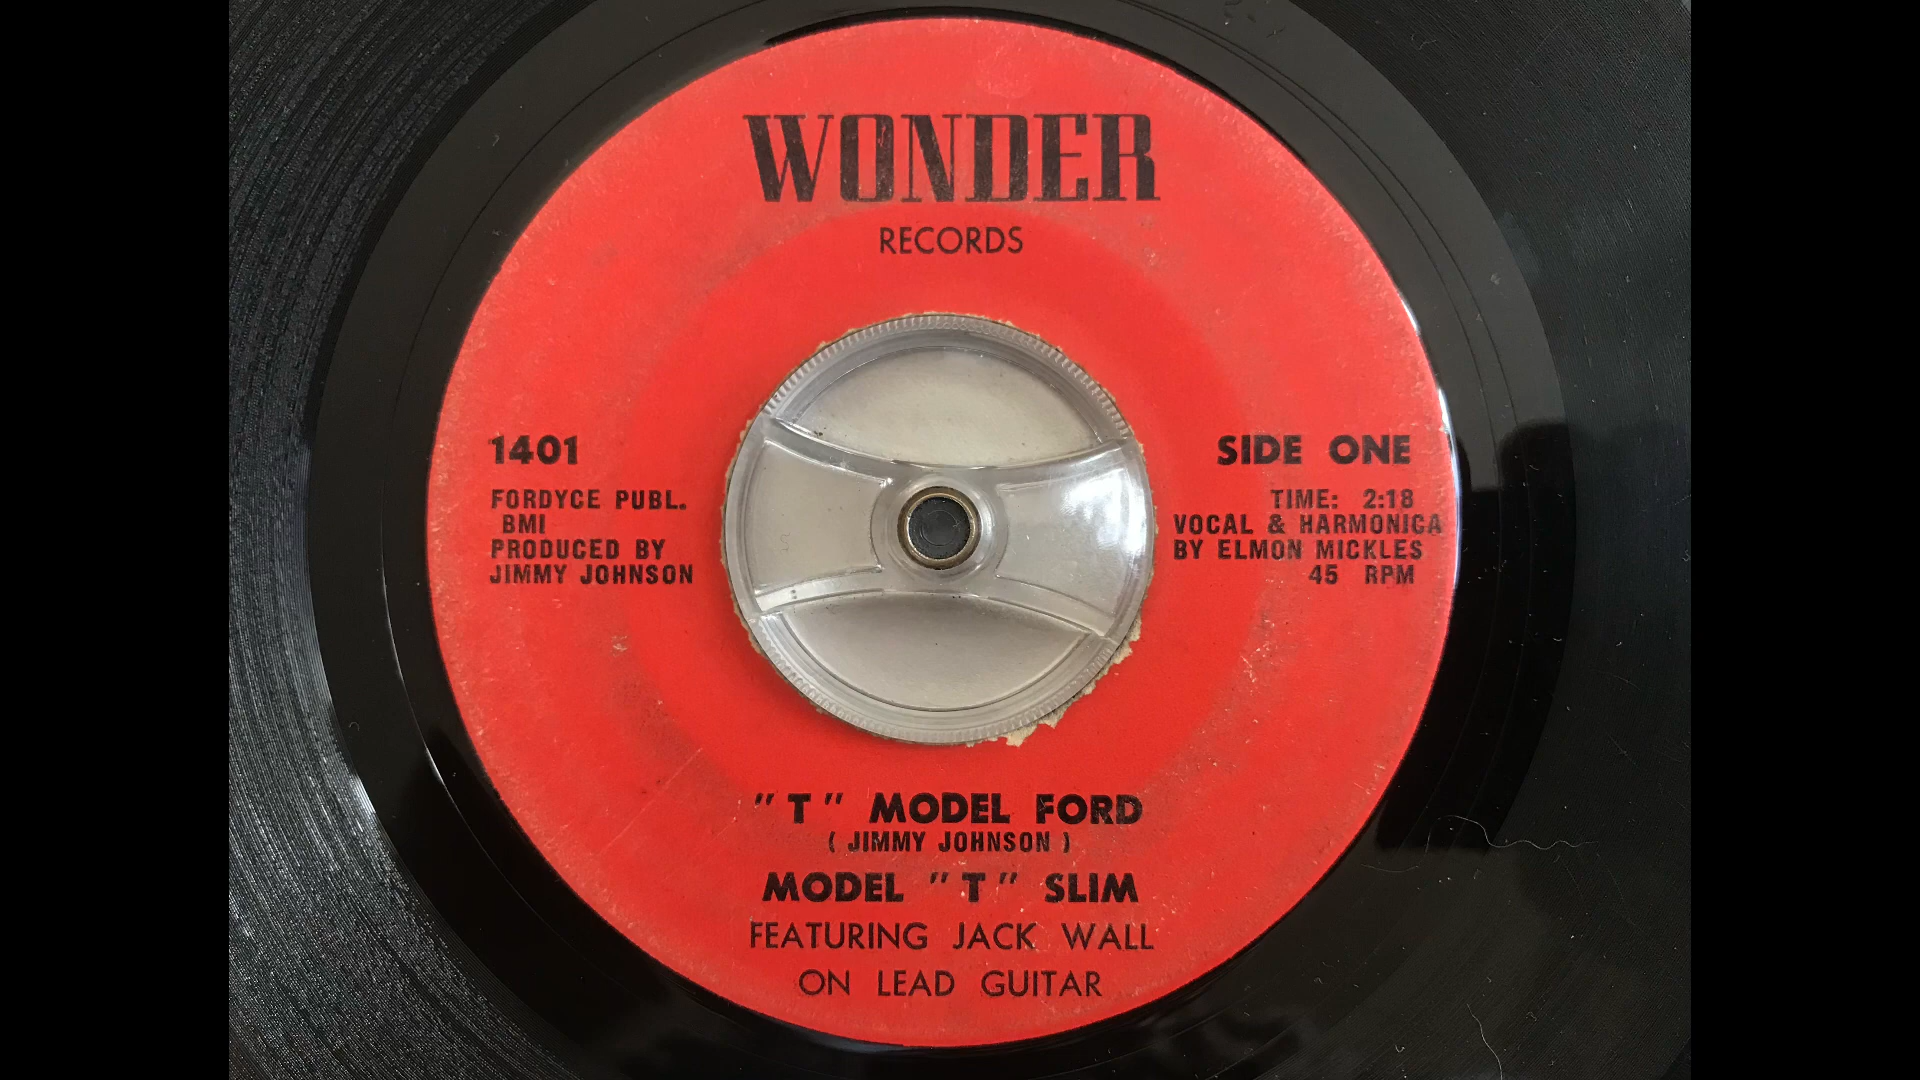 WONDER
RECORDS
1401
FORDYCE PUBL.
BMI
PRODUCED BY
JIMMY JOHNSON
SIDE ONE
TIME: 2:18
VOCAL & HARMONICA
BY ELMON MICKLES
45 RPM
"T" MODEL FORD
( JIMMY JOHNSON )
MODEL "T" SLIM
FEATURING JACK WALL
ON LEAD GUITAR